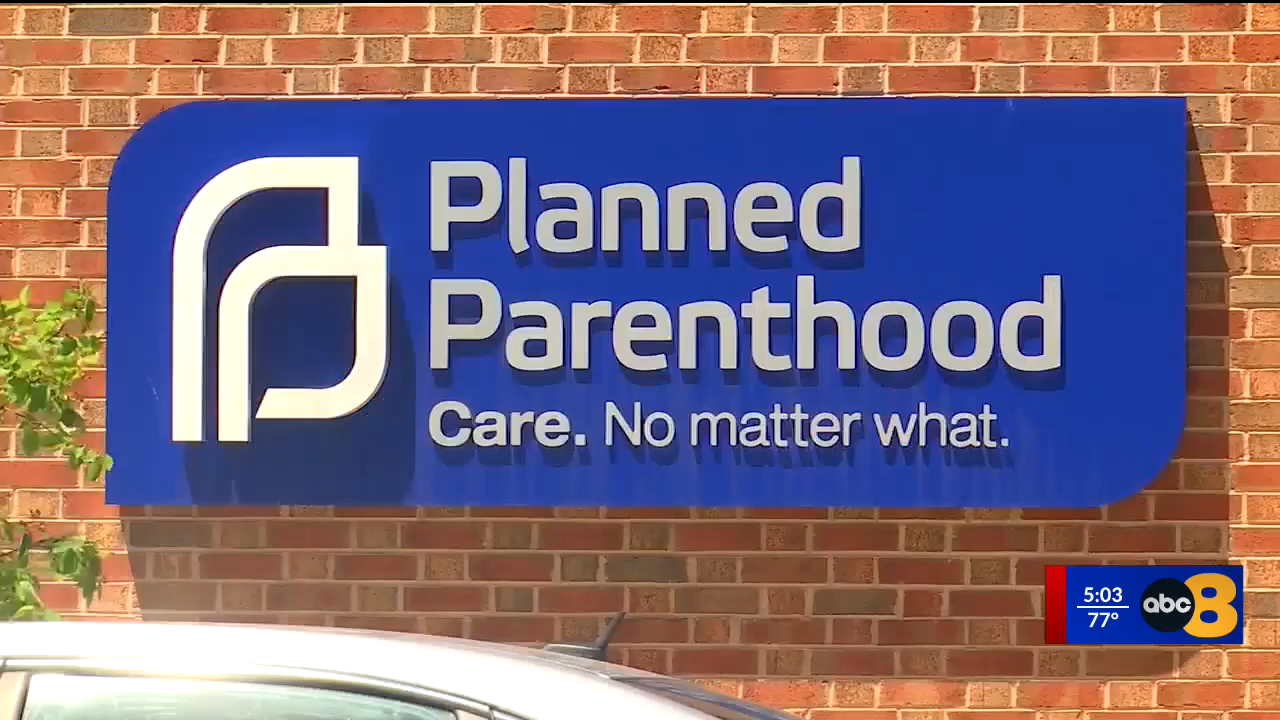 Planned
Parenthood
Care. No matter what.
5:03
77°
abc 8